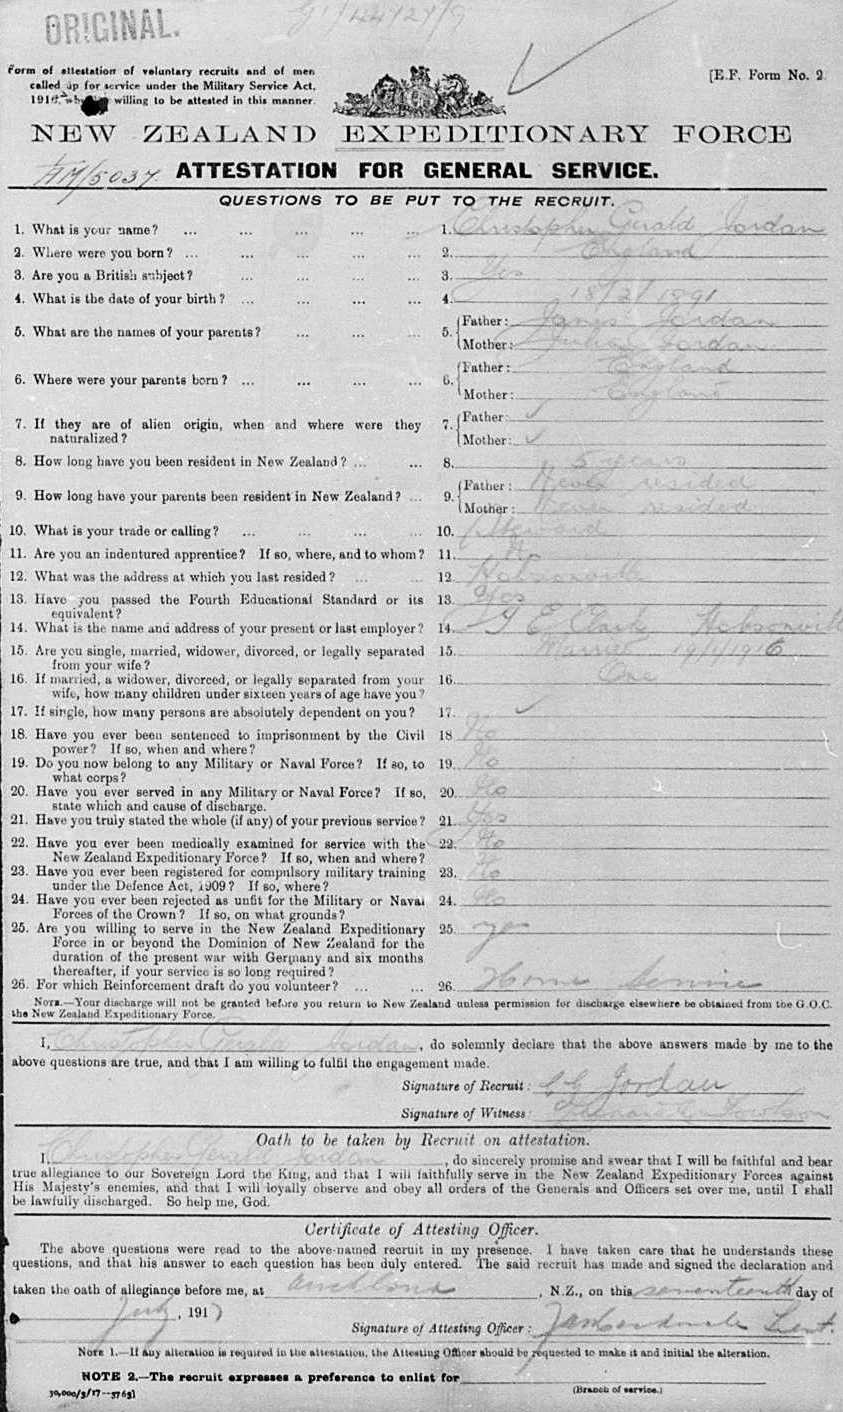 ORIGINAL.
Form of attestation of voluntary recruits and of men
called up for service under the Military Service Act,
1916, willing to be attested in this manner.
[E.F. Form No. 2.
NEW ZEALAND EXPEDITIONARY FORCE
ATTESTATION FOR GENERAL SERVICE.
QUESTIONS TO BE PUT TO THE RECRUIT.
1. What is your name? ... ... ... ... 1. Christopher Gerald Jordan
2. Where were you born? ... ... ... ... ... 2. England
3. Are you a British subject? ... ... ... 3. Yes
4. What is the date of your birth? ... ... ... 4. 18/2/1891
5. What are the names of your parents? ... ... 5. Father: James Jordan
Mother: Julia Jordan
6. Where were your parents born? ... ... ... 6. Father: England
Mother: England
7. If they are of alien origin, when and where were they 7. Father: ✓
naturalized? Mother: ✓
8. How long have you been resident in New Zealand? ... ... 8. 5 years
9. How long have your parents been resident in New Zealand? ... 9. Father: Never resided
Mother: Never resided
10. What is your trade or calling? ... ... ... 10. Steward
11. Are you an indentured apprentice? If so, where, and to whom? 11. No
12. What was the address at which you last resided? ... ... 12. Hobsonville
13. Have you passed the Fourth Educational Standard or its 13. Yes
equivalent?
14. What is the name and address of your present or last employer? 14. E Clark Hobsonville
15. Are you single, married, widower, divorced, or legally separated 15. Married 19/1/1916
from your wife?
16. If married, a widower, divorced, or legally separated from your 16. One
wife, how many children under sixteen years of age have you?
17. If single, how many persons are absolutely dependent on you? 17. ✓
18. Have you ever been sentenced to imprisonment by the Civil 18. No
power? If so, when and where?
19. Do you now belong to any Military or Naval Force? If so, to 19. No
what corps?
20. Have you ever served in any Military or Naval Force? If so, 20. No
state which and cause of discharge.
21. Have you truly stated the whole (if any) of your previous service? 21. Yes
22. Have you ever been medically examined for service with the 22. No
New Zealand Expeditionary Force? If so, when and where?
23. Have you ever been registered for compulsory military training 23. No
under the Defence Act, 1909? If so, where?
24. Have you ever been rejected as unfit for the Military or Naval 24. No
Forces of the Crown? If so, on what grounds?
25. Are you willing to serve in the New Zealand Expeditionary 25. yes
Force in or beyond the Dominion of New Zealand for the
duration of the present war with Germany and six months
thereafter, if your service is so long required?
26. For which Reinforcement draft do you volunteer? ... ... 26. Home Service
NOTE.—Your discharge will not be granted before you return to New Zealand unless permission for discharge elsewhere be obtained from the G.O.C.
the New Zealand Expeditionary Force.
I, Christopher Gerald Jordan, do solemnly declare that the above answers made by me to the
above questions are true, and that I am willing to fulfil the engagement made.
Signature of Recruit: C G Jordan
Signature of Witness:
Oath to be taken by Recruit on attestation.
I, Christopher Gerald Jordan, do sincerely promise and swear that I will be faithful and bear
true allegiance to our Sovereign Lord the King, and that I will faithfully serve in the New Zealand Expeditionary Forces against
His Majesty's enemies, and that I will loyally observe and obey all orders of the Generals and Officers set over me, until I shall
be lawfully discharged. So help me, God.
Certificate of Attesting Officer.
The above questions were read to the above-named recruit in my presence. I have taken care that he understands these
questions, and that his answer to each question has been duly entered. The said recruit has made and signed the declaration and
taken the oath of allegiance before me, at Auckland, N.Z., on this seventeenth day of
July, 1917
Signature of Attesting Officer: Lieut.
NOTE 1.—If any alteration is required in the attestation, the Attesting Officer should be requested to make it and initial the alteration.
NOTE 2.—The recruit expresses a preference to enlist for
(Branch of service.)
30,000/5/17—5763]